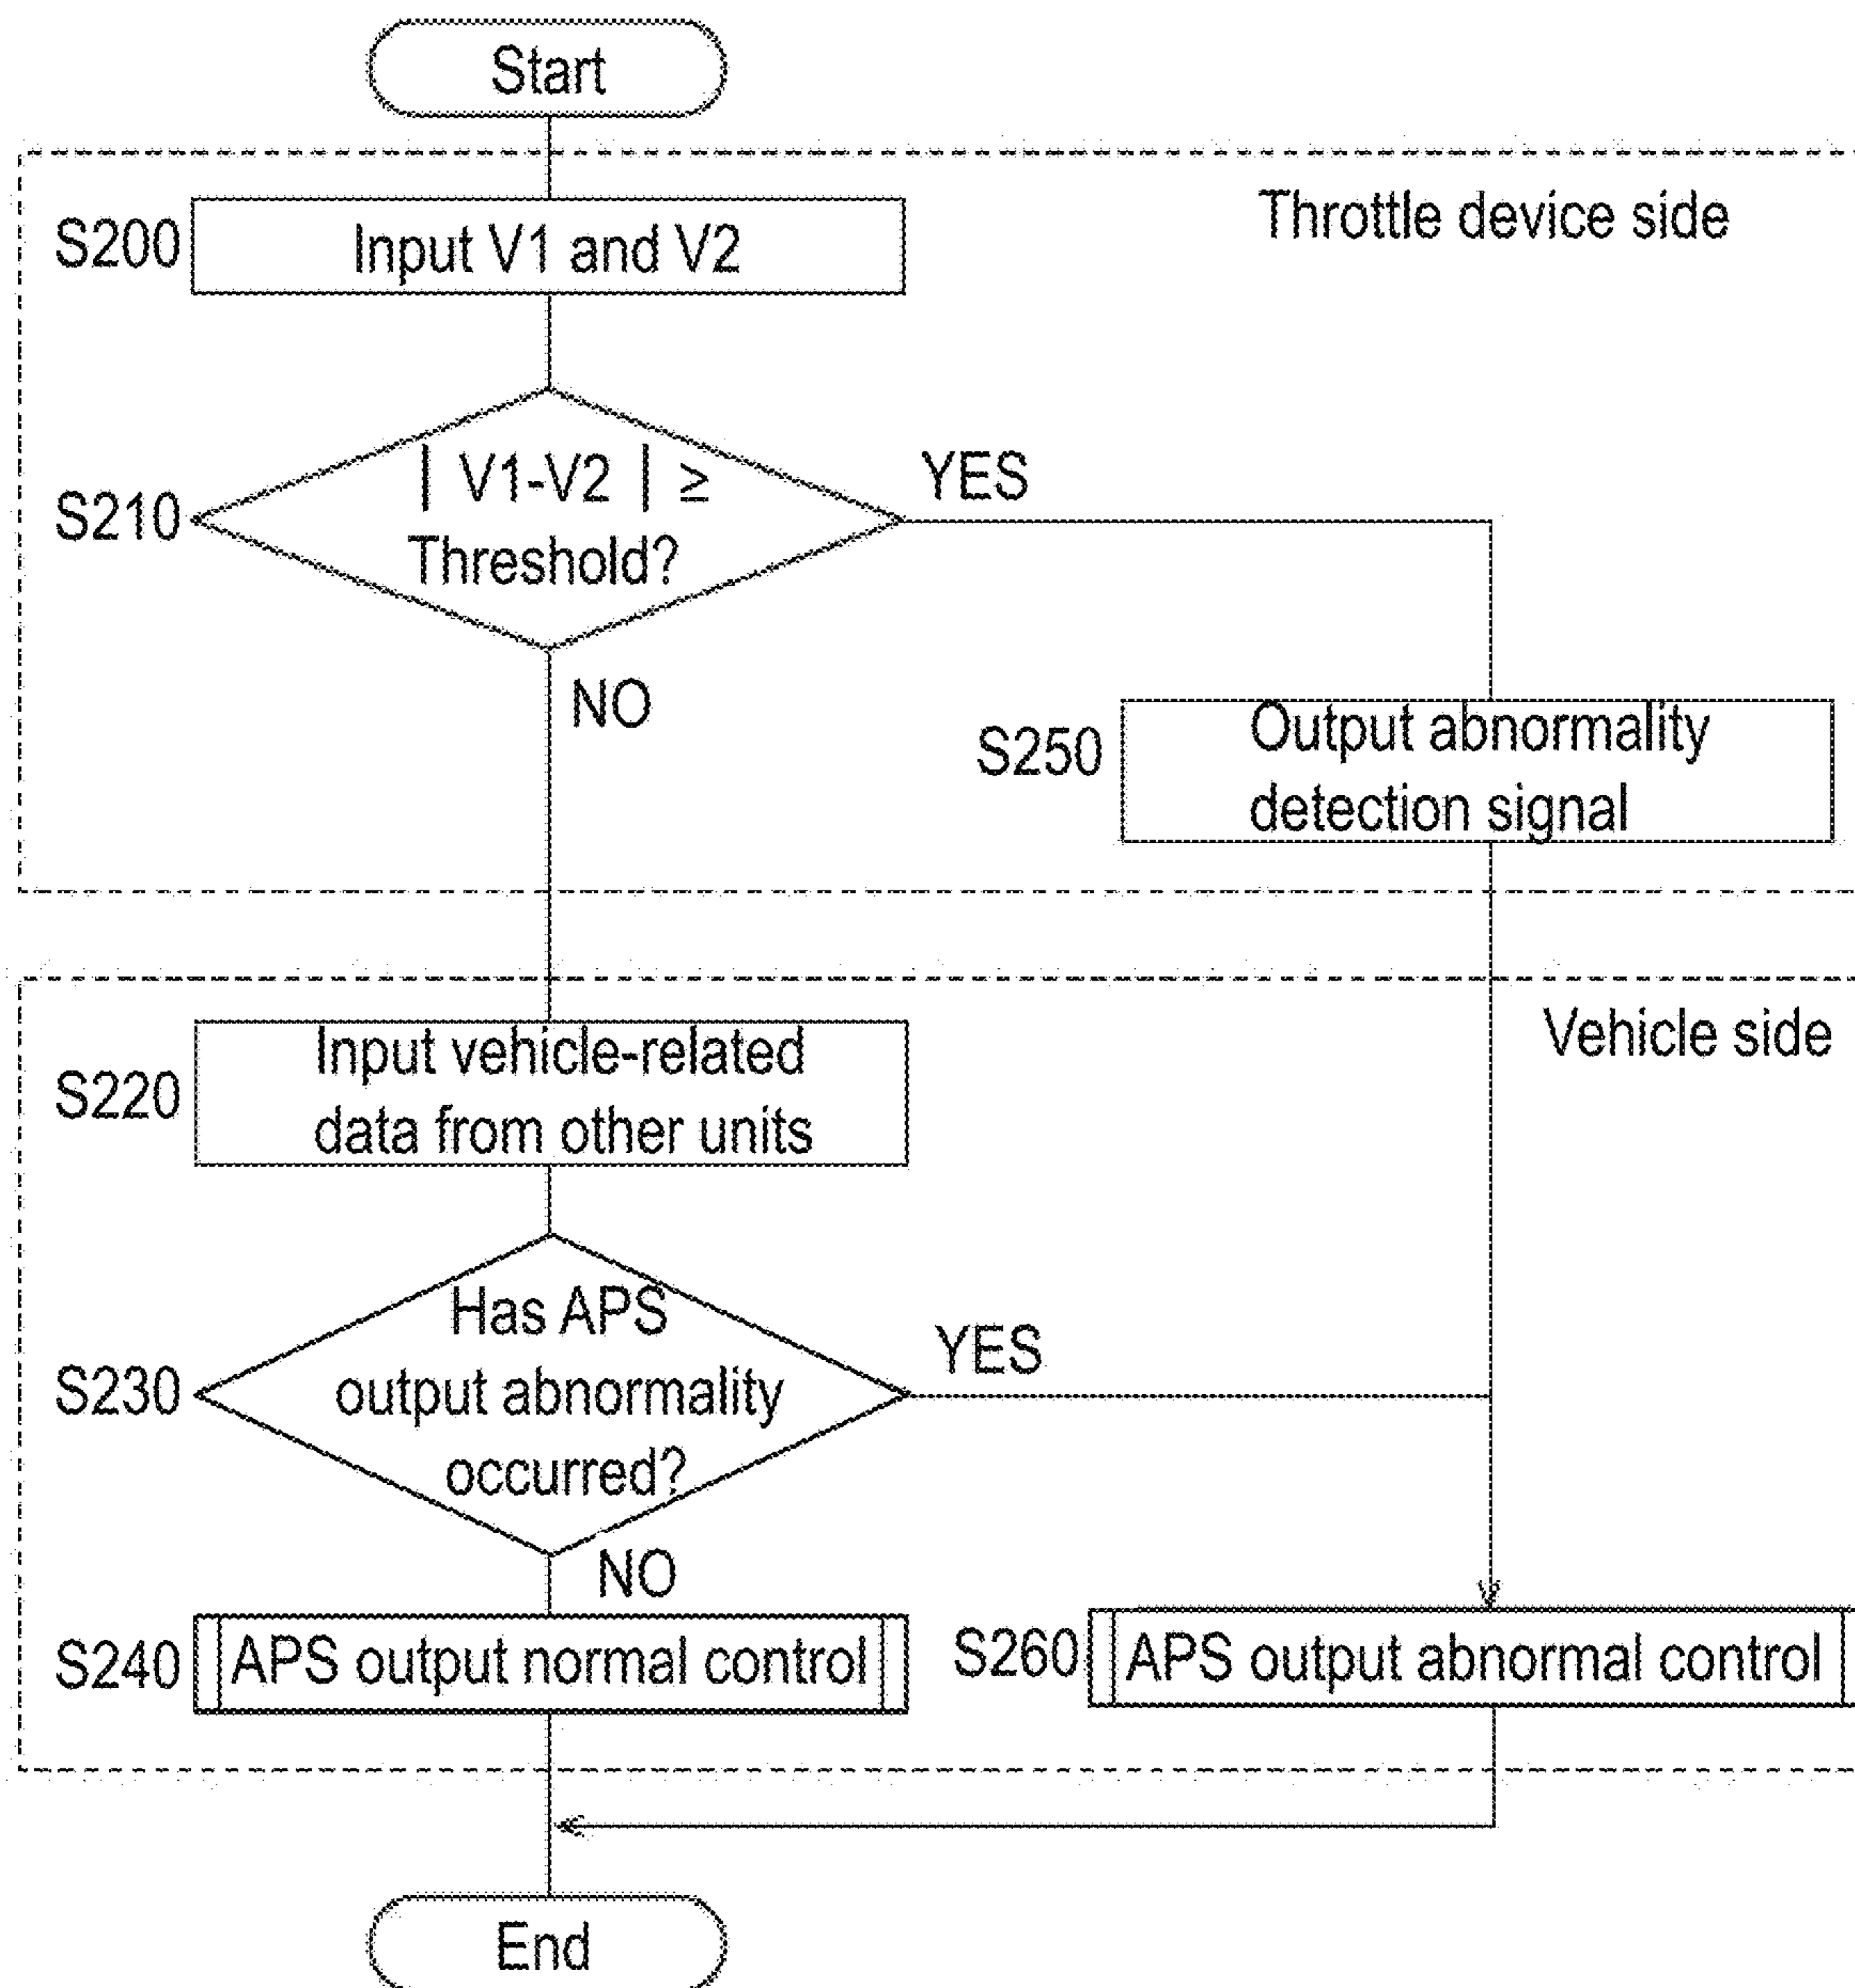 Start
Throttle device side
S200
Input V1 and V2
S210
| V1-V2 | ≥
Threshold?
YES
NO
S250
Output abnormality
detection signal
Vehicle side
S220
Input vehicle-related
data from other units
S230
Has APS
output abnormality
occurred?
YES
NO
S240
APS output normal control
S260
APS output abnormal control
End